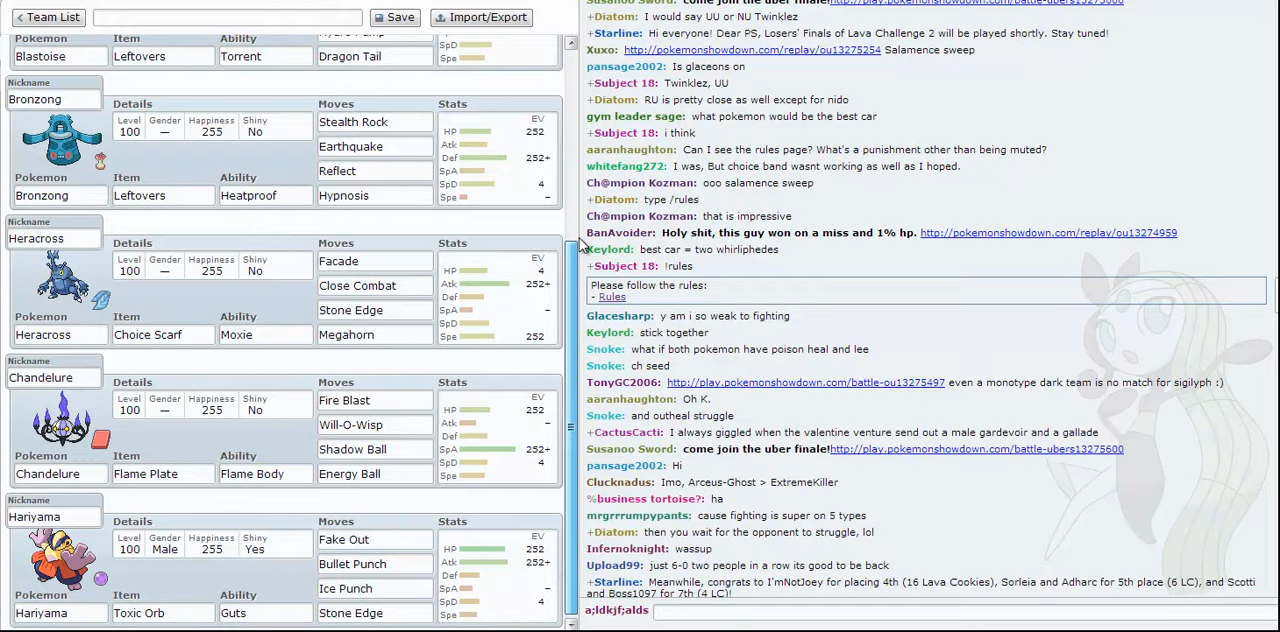 Team List
Save
Import/Export
Pokemon Item Ability SpD
Blastoise Leftovers Torrent Dragon Tail Spe
Nickname
Bronzong
Details Moves Stats
Level Gender Happiness Shiny
100 — 255 No
Stealth Rock
Earthquake
Reflect
Hypnosis
EV
HP 252
Atk
Def 252+
SpA
SpD 4
Spe –
Pokemon Item Ability
Bronzong Leftovers Heatproof
Nickname
Heracross
Details Moves Stats
Level Gender Happiness Shiny
100 — 255 No
Facade
Close Combat
Stone Edge
Megahorn
EV
HP 4
Atk 252+
Def
SpA –
SpD
Spe 252
Pokemon Item Ability
Heracross Choice Scarf Moxie
Nickname
Chandelure
Details Moves Stats
Level Gender Happiness Shiny
100 — 255 No
Fire Blast
Will-O-Wisp
Shadow Ball
Energy Ball
EV
HP 252
Atk –
Def
SpA 252+
SpD 4
Spe
Pokemon Item Ability
Chandelure Flame Plate Flame Body
Nickname
Hariyama
Details Moves Stats
Level Gender Happiness Shiny
100 Male 255 Yes
Fake Out
Bullet Punch
Ice Punch
Stone Edge
EV
HP 252
Atk 252+
Def
SpA –
SpD 4
Spe
Pokemon Item Ability
Hariyama Toxic Orb Guts
+Diatom: I would say UU or NU Twinklez
+Starline: Hi everyone! Dear PS, Losers' Finals of Lava Challenge 2 will be played shortly. Stay tuned!
Xuxo: http://pokemonshowdown.com/replay/ou13275254 Salamence sweep
pansage2002: Is glaceons on
+Subject 18: Twinklez, UU
+Diatom: RU is pretty close as well except for nido
gym leader sage: what pokemon would be the best car
+Subject 18: i think
aaranhaughton: Can I see the rules page? What's a punishment other than being muted?
whitefang272: I was, But choice band wasnt working as well as I hoped.
Ch@mpion Kozman: ooo salamence sweep
+Diatom: type /rules
Ch@mpion Kozman: that is impressive
BanAvoider: Holy shit, this guy won on a miss and 1% hp. http://pokemonshowdown.com/replay/ou13274959
Keylord: best car = two whirliphedes
+Subject 18: !rules
Please follow the rules:
- Rules
Glacesharp: y am i so weak to fighting
Keylord: stick together
Snoke: what if both pokemon have poison heal and lee
Snoke: ch seed
TonyGC2006: http://play.pokemonshowdown.com/battle-ou13275497 even a monotype dark team is no match for sigilyph :)
aaranhaughton: Oh K.
Snoke: and outheal struggle
+CactusCacti: I always giggled when the valentine venture send out a male gardevoir and a gallade
Susanoo Sword: come join the uber finale!http://play.pokemonshowdown.com/battle-ubers13275600
pansage2002: Hi
Clucknadus: Imo, Arceus-Ghost > ExtremeKiller
%business tortoise?: ha
mrgrrrumpypants: cause fighting is super on 5 types
+Diatom: then you wait for the opponent to struggle, lol
Infernoknight: wassup
Upload99: just 6-0 two people in a row its good to be back
+Starline: Meanwhile, congrats to I'mNotJoey for placing 4th (16 Lava Cookies), Sorleia and Adharc for 5th place (6 LC), and Scotti
and Boss1097 for 7th (4 LC)!
a;ldkjf;alds